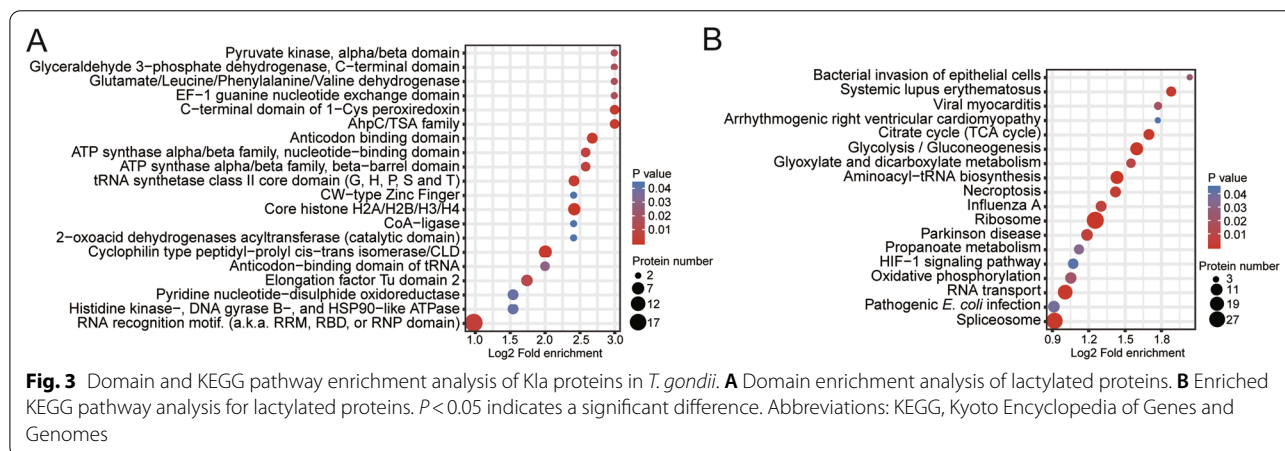 A
Pyruvate kinase, alpha/beta domain
Glyceraldehyde 3−phosphate dehydrogenase, C−terminal domain
Glutamate/Leucine/Phenylalanine/Valine dehydrogenase
EF−1 guanine nucleotide exchange domain
C−terminal domain of 1−Cys peroxiredoxin
AhpC/TSA family
Anticodon binding domain
ATP synthase alpha/beta family, nucleotide−binding domain
ATP synthase alpha/beta family, beta−barrel domain
tRNA synthetase class II core domain (G, H, P, S and T)
CW−type Zinc Finger
Core histone H2A/H2B/H3/H4
CoA−ligase
2−oxoacid dehydrogenases acyltransferase (catalytic domain)
Cyclophilin type peptidyl−prolyl cis−trans isomerase/CLD
Anticodon−binding domain of tRNA
Elongation factor Tu domain 2
Pyridine nucleotide−disulphide oxidoreductase
Histidine kinase−, DNA gyrase B−, and HSP90−like ATPase
RNA recognition motif. (a.k.a. RRM, RBD, or RNP domain)
1.0 1.5 2.0 2.5 3.0
Log2 Fold enrichment
P value
0.04
0.03
0.02
0.01
Protein number
2
7
12
17
B
Bacterial invasion of epithelial cells
Systemic lupus erythematosus
Viral myocarditis
Arrhythmogenic right ventricular cardiomyopathy
Citrate cycle (TCA cycle)
Glycolysis / Gluconeogenesis
Glyoxylate and dicarboxylate metabolism
Aminoacyl−tRNA biosynthesis
Necroptosis
Influenza A
Ribosome
Parkinson disease
Propanoate metabolism
HIF−1 signaling pathway
Oxidative phosphorylation
RNA transport
Pathogenic E. coli infection
Spliceosome
0.9 1.2 1.5 1.8
Log2 Fold enrichment
P value
0.04
0.03
0.02
0.01
Protein number
3
11
19
27
Fig. 3 Domain and KEGG pathway enrichment analysis of Kla proteins in T. gondii. A Domain enrichment analysis of lactylated proteins. B Enriched
KEGG pathway analysis for lactylated proteins. P < 0.05 indicates a significant difference. Abbreviations: KEGG, Kyoto Encyclopedia of Genes and
Genomes